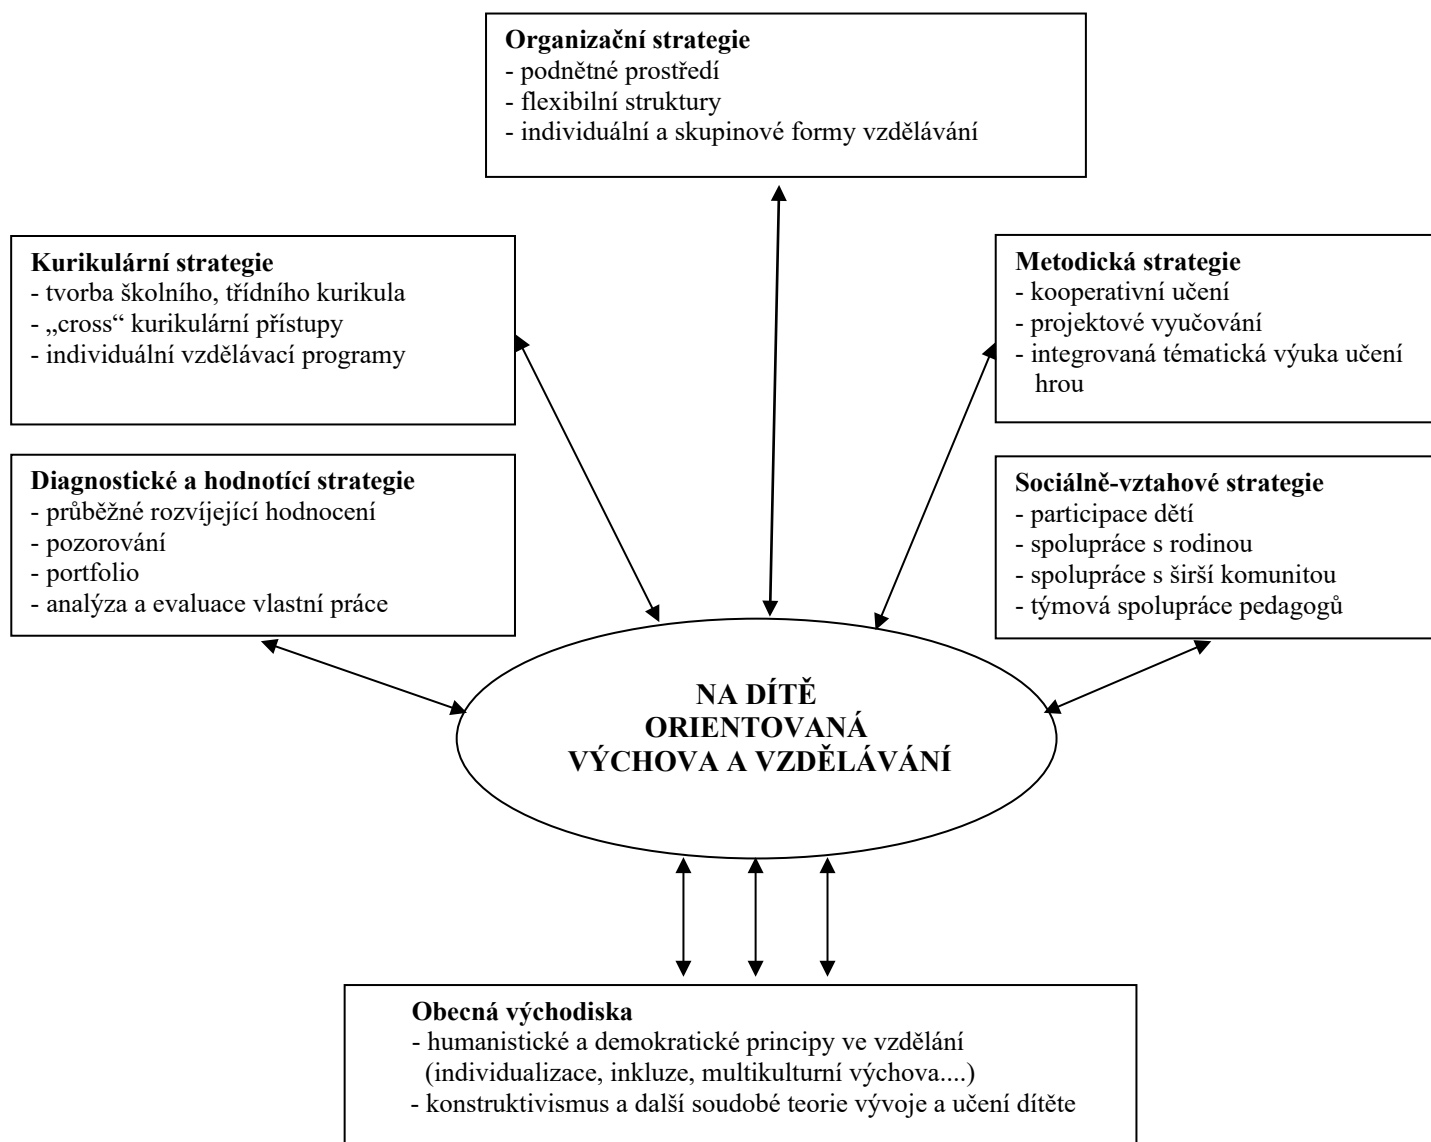 Organizační strategie
- podnětné prostředí
- flexibilní struktury
- individuální a skupinové formy vzdělávání
Kurikulární strategie
- tvorba školního, třídního kurikula
- „cross“ kurikulární přístupy
- individuální vzdělávací programy
Metodická strategie
- kooperativní učení
- projektové vyučování
- integrovaná tématická výuka učení
hrou
Diagnostické a hodnotící strategie
- průběžné rozvíjející hodnocení
- pozorování
- portfolio
- analýza a evaluace vlastní práce
Sociálně-vztahové strategie
- participace dětí
- spolupráce s rodinou
- spolupráce s širší komunitou
- týmová spolupráce pedagogů
NA DÍTĚ
ORIENTOVANÁ
VÝCHOVA A VZDĚLÁVÁNÍ
Obecná východiska
- humanistické a demokratické principy ve vzdělání
(individualizace, inkluze, multikulturní výchova....)
- konstruktivismus a další soudobé teorie vývoje a učení dítěte